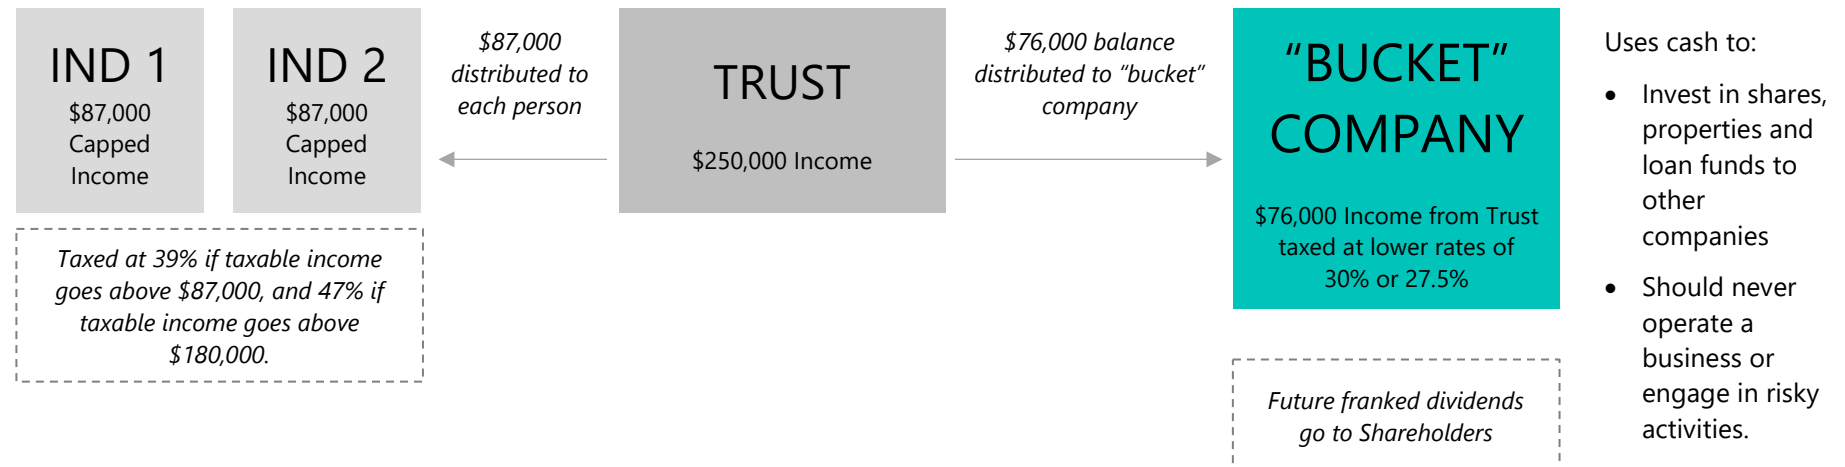 IND 1
$87,000
Capped
Income
IND 2
$87,000
Capped
Income
Taxed at 39% if taxable income
goes above $87,000, and 47% if
taxable income goes above
$180,000.
$87,000
distributed to
each person
TRUST
$250,000 Income
$76,000 balance
distributed to “bucket”
company
“BUCKET”
COMPANY
$76,000 Income from Trust
taxed at lower rates of
30% or 27.5%
Future franked dividends
go to Shareholders
Uses cash to:
• Invest in shares,
properties and
loan funds to
other
companies
• Should never
operate a
business or
engage in risky
activities.